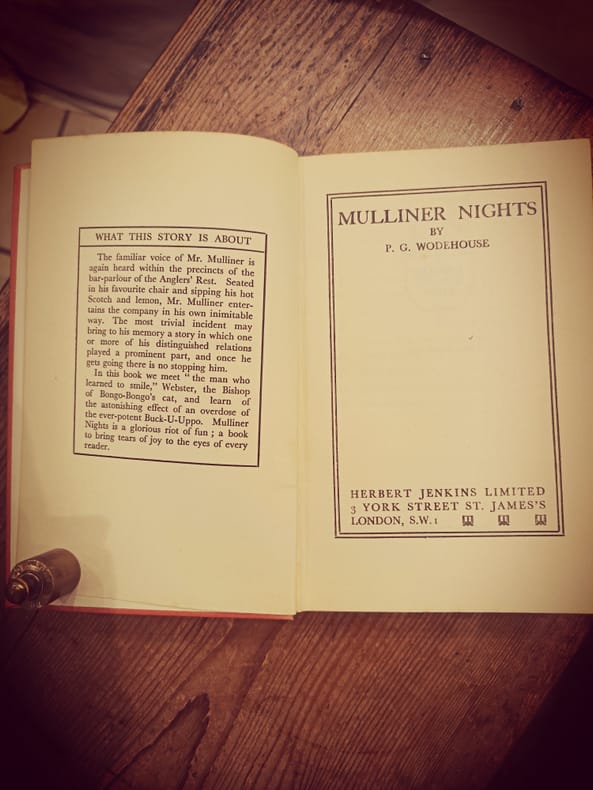 WHAT THIS STORY IS ABOUT
The familiar voice of Mr. Mulliner is
again heard within the precincts of the
bar-parlour of the Anglers' Rest. Seated
in his favourite chair and sipping his hot
Scotch and lemon, Mr. Mulliner enter-
tains the company in his own inimitable
way. The most trivial incident may
bring to his memory a story in which one
or more of his distinguished relations
played a prominent part, and once he
gets going there is no stopping him.
In this book we meet "the man who
learned to smile," Webster, the Bishop
of Bongo-Bongo's cat, and learn of
the astonishing effect of an overdose of
the ever-potent Buck-U-Uppo. Mulliner
Nights is a glorious riot of fun; a book
to bring tears of joy to the eyes of every
reader.
MULLINER NIGHTS
BY
P. G. WODEHOUSE
HERBERT JENKINS LIMITED
3 YORK STREET ST. JAMES'S
LONDON, S.W.1